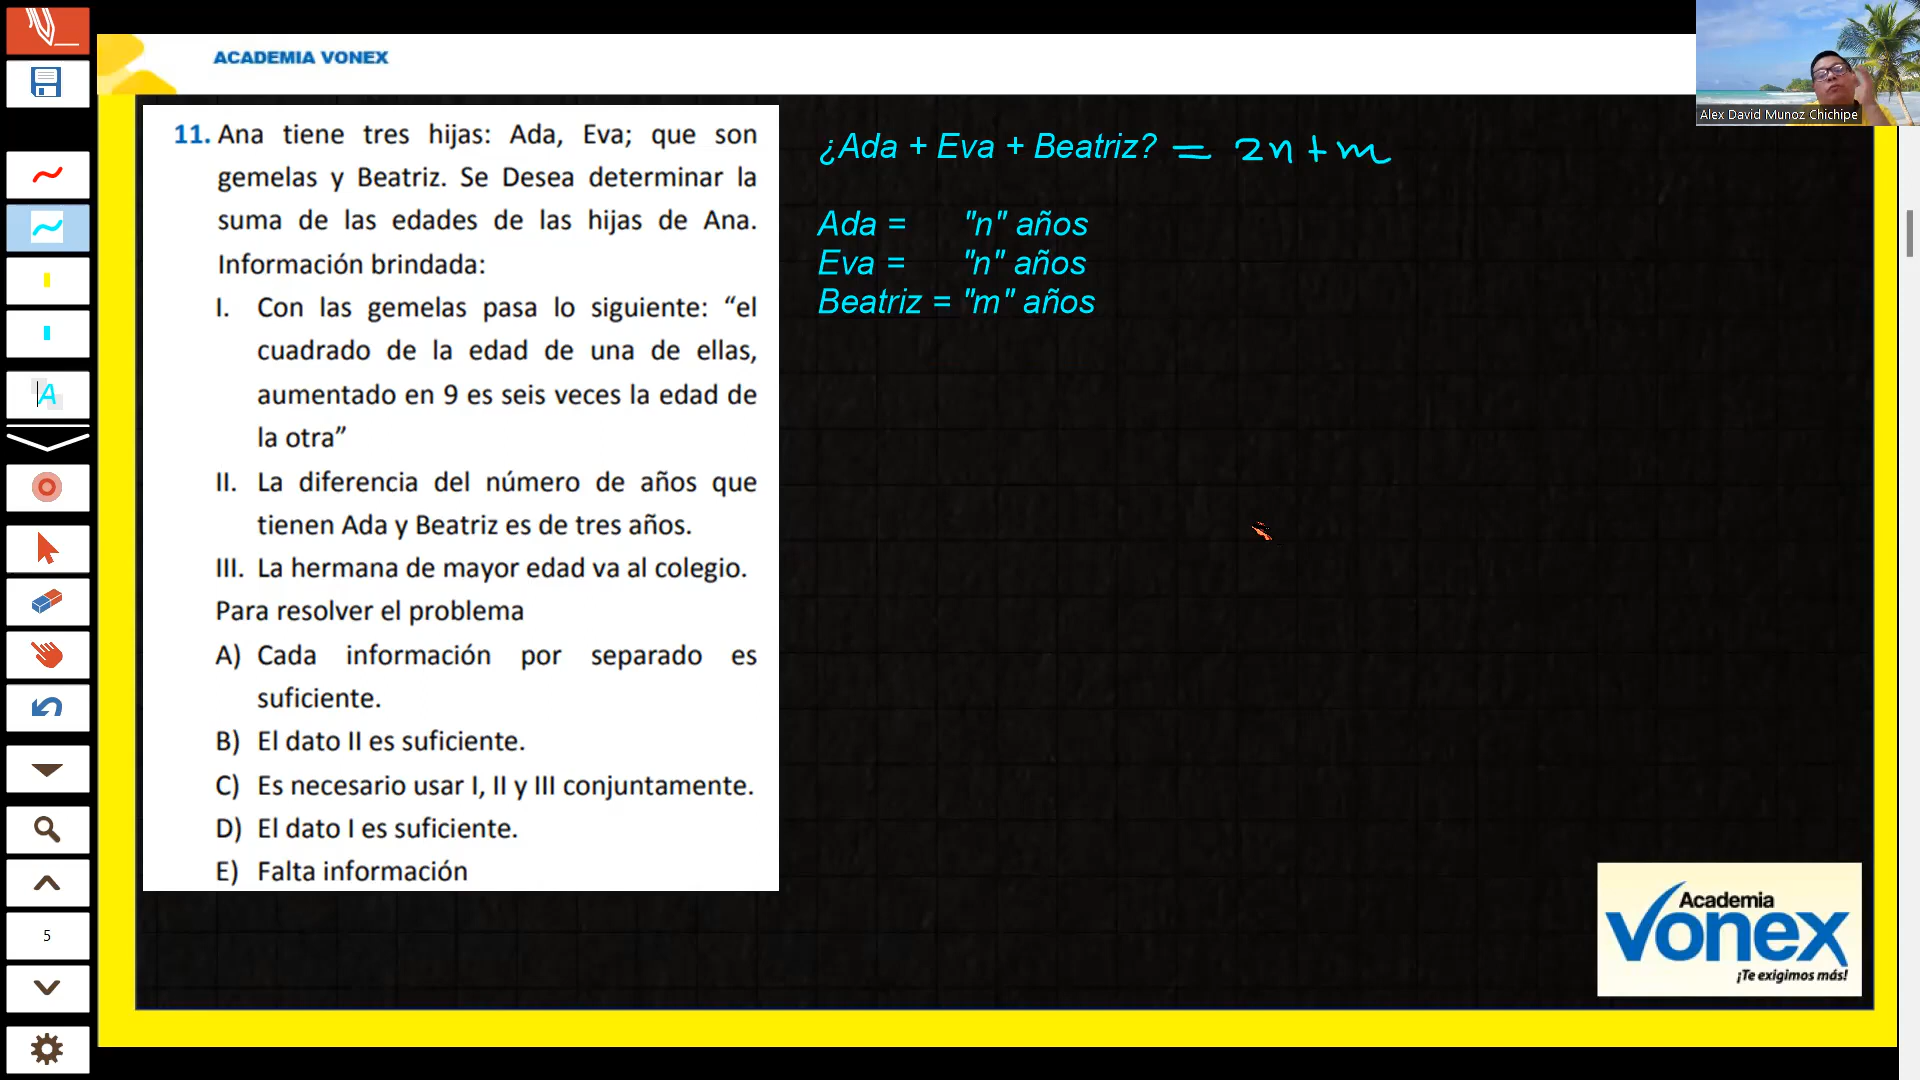 ACADEMIA VONEX
Alex David Munoz Chichipe
11. Ana tiene tres hijas: Ada, Eva; que son
gemelas y Beatriz. Se Desea determinar la
suma de las edades de las hijas de Ana.
Información brindada:
I. Con las gemelas pasa lo siguiente: “el
cuadrado de la edad de una de ellas,
aumentado en 9 es seis veces la edad de
la otra”
II. La diferencia del número de años que
tienen Ada y Beatriz es de tres años.
III. La hermana de mayor edad va al colegio.
Para resolver el problema
A) Cada información por separado es
suficiente.
B) El dato II es suficiente.
C) Es necesario usar I, II y III conjuntamente.
D) El dato I es suficiente.
E) Falta información
¿Ada + Eva + Beatriz? = 2n + m
Ada = "n" años
Eva = "n" años
Beatriz = "m" años
A
5
Academia
Vonex
¡Te exigimos más!